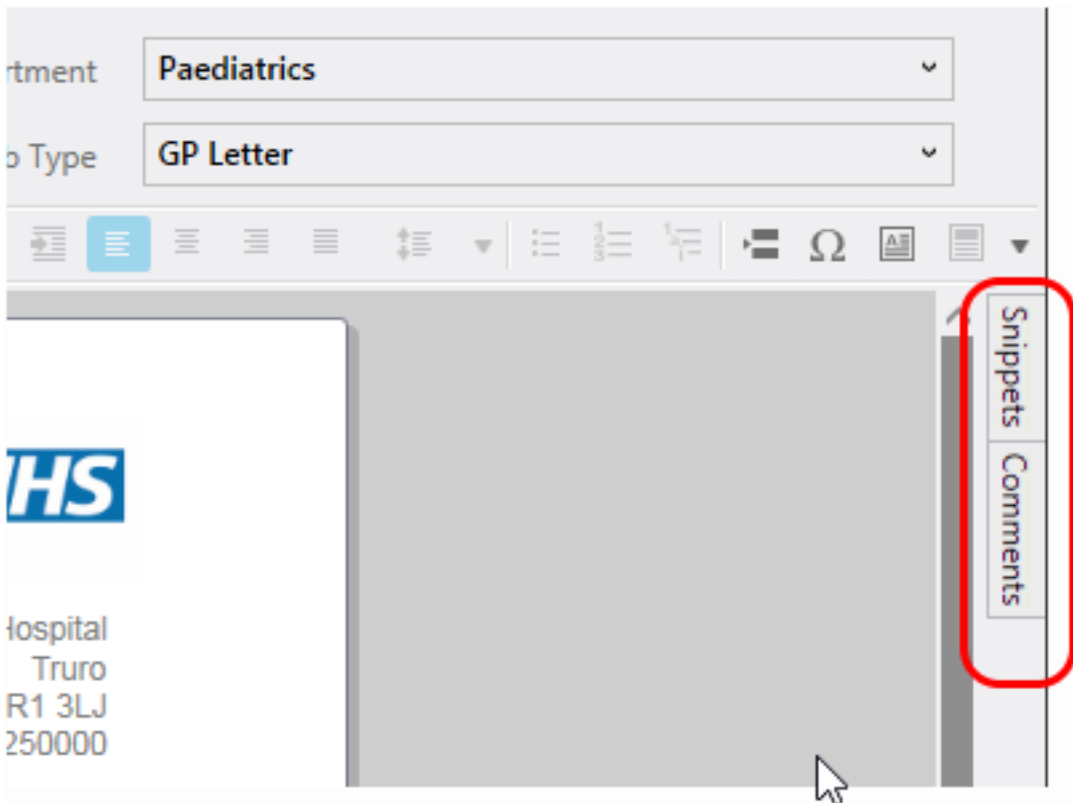 rtment
Paediatrics
Type
GP Letter
Snippets
Comments
HS
Hospital
Truro
R1 3LJ
250000